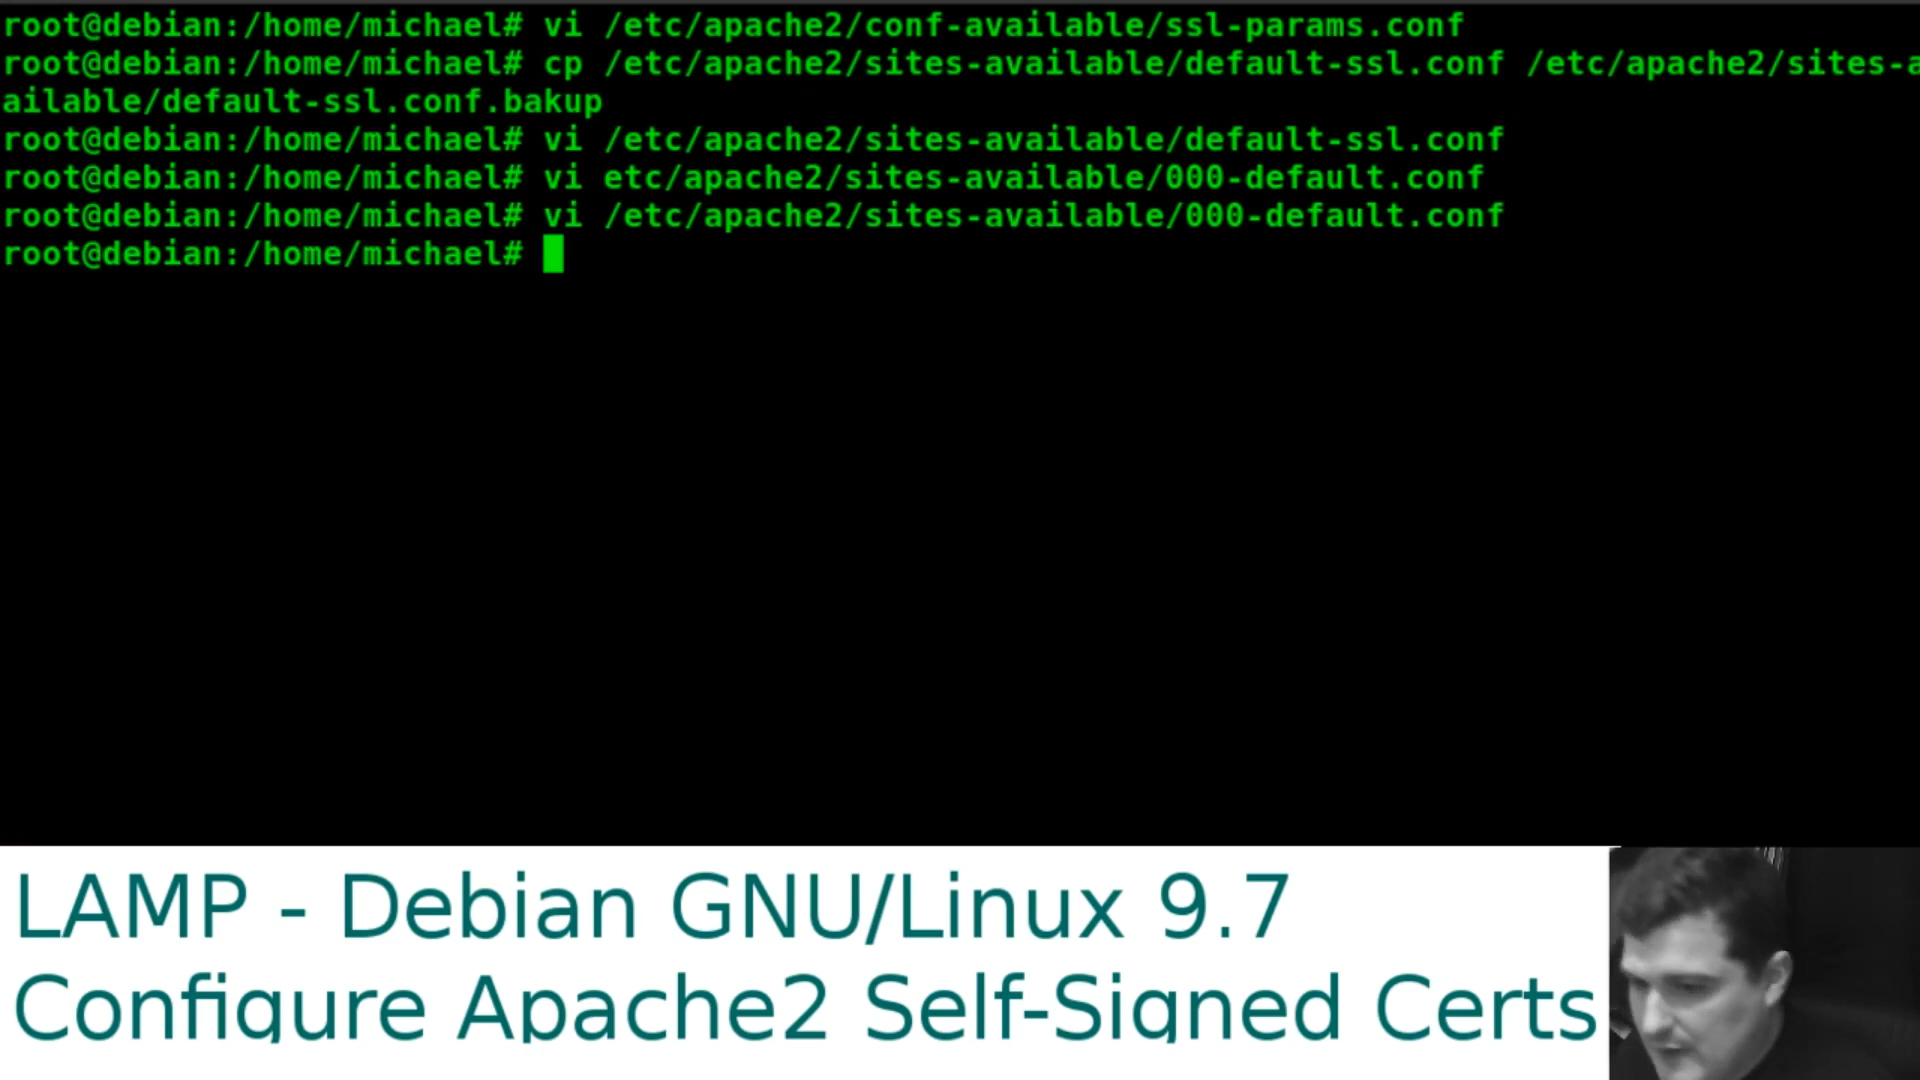 root@debian:/home/michael# vi /etc/apache2/conf-available/ssl-params.conf
root@debian:/home/michael# cp /etc/apache2/sites-available/default-ssl.conf /etc/apache2/sites-a
ailable/default-ssl.conf.bakup
root@debian:/home/michael# vi /etc/apache2/sites-available/default-ssl.conf
root@debian:/home/michael# vi etc/apache2/sites-available/000-default.conf
root@debian:/home/michael# vi /etc/apache2/sites-available/000-default.conf
root@debian:/home/michael#
LAMP - Debian GNU/Linux 9.7
Configure Apache2 Self-Signed Certs